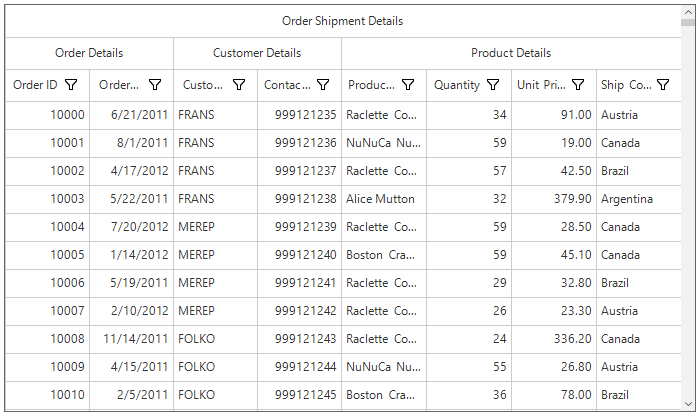 Order Shipment Details
Order Details Customer Details Product Details
Order ID Order... Custo... Contac... Produc... Quantity Unit Pri... Ship Co...
10000 6/21/2011 FRANS 999121235 Raclette Co... 34 91.00 Austria
10001 8/1/2011 FRANS 999121236 NuNuCa Nu... 59 19.00 Canada
10002 4/17/2012 FRANS 999121237 Raclette Co... 57 42.50 Brazil
10003 5/22/2011 FRANS 999121238 Alice Mutton 32 379.90 Argentina
10004 7/20/2012 MEREP 999121239 Raclette Co... 59 28.50 Canada
10005 1/14/2012 MEREP 999121240 Boston Cra... 59 45.10 Canada
10006 5/19/2011 MEREP 999121241 Raclette Co... 29 32.80 Brazil
10007 2/10/2012 MEREP 999121242 Raclette Co... 26 23.30 Austria
10008 11/14/2011 FOLKO 999121243 Raclette Co... 24 336.20 Canada
10009 4/15/2011 FOLKO 999121244 NuNuCa Nu... 55 26.80 Austria
10010 2/5/2011 FOLKO 999121245 Boston Cra... 36 78.00 Brazil